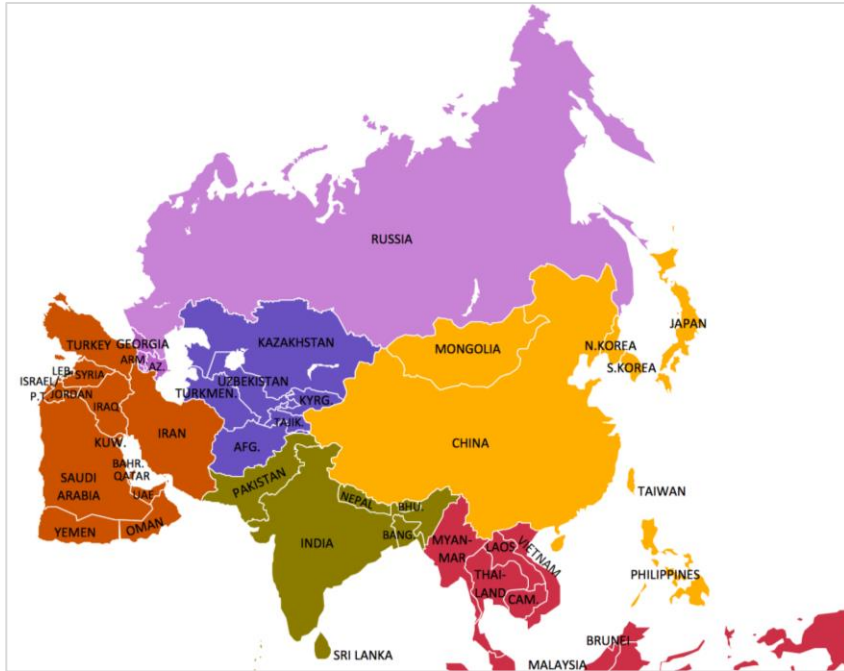 RUSSIA
JAPAN
GEORGIA
TURKEY
KAZAKHSTAN
N.KOREA
MONGOLIA
ARM.
AZ.
S.KOREA
LEB.
SYRIA
UZBEKISTAN
ISRAEL/
P.T.
JORDAN
TURKMEN.
KYRG.
IRAQ
TAJIK.
IRAN
KUW.
AFG.
CHINA
BAHR.
QATAR
SAUDI
ARABIA
PAKISTAN
UAE
NEPAL
BHU.
TAIWAN
YEMEN
OMAN
INDIA
BANG.
MYAN-
MAR
LAOS
VIETNAM
THAI-
LAND
CAM.
PHILIPPINES
BRUNEI
SRI LANKA
MALAYSIA